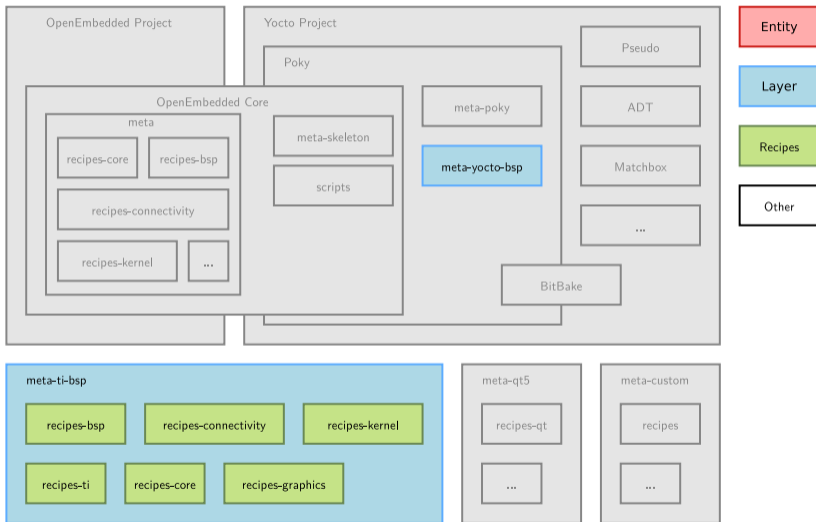 OpenEmbedded Project
Yocto Project
Entity
Poky
Pseudo
Layer
OpenEmbedded Core
meta-poky
ADT
meta
meta-skeleton
recipes-core
recipes-bsp
meta-yocto-bsp
Matchbox
Recipes
scripts
recipes-connectivity
...
Other
recipes-kernel
...
BitBake
meta-ti-bsp
recipes-bsp
recipes-connectivity
recipes-kernel
recipes-ti
recipes-core
recipes-graphics
meta-qt5
recipes-qt
...
meta-custom
recipes
...